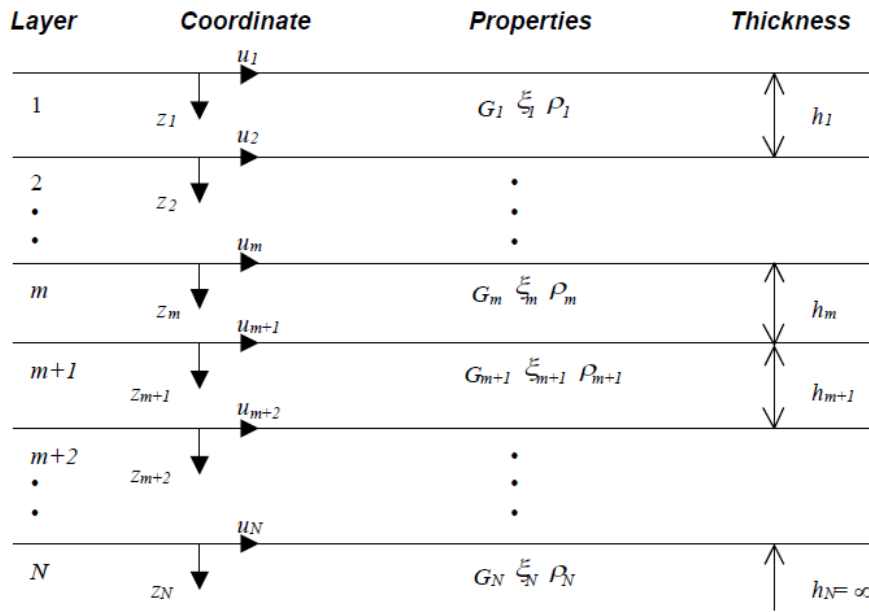 Layer Coordinate Properties Thickness
u1
1 z1 G1 ξ1 ρ1 h1
u2
2 z2 •
• •
• •
um
m zm Gm ξm ρm hm
um+1
m+1 zm+1 Gm+1 ξm+1 ρm+1 hm+1
um+2
m+2 zm+2 •
• •
• •
uN
N zN GN ξN ρN hN= ∞